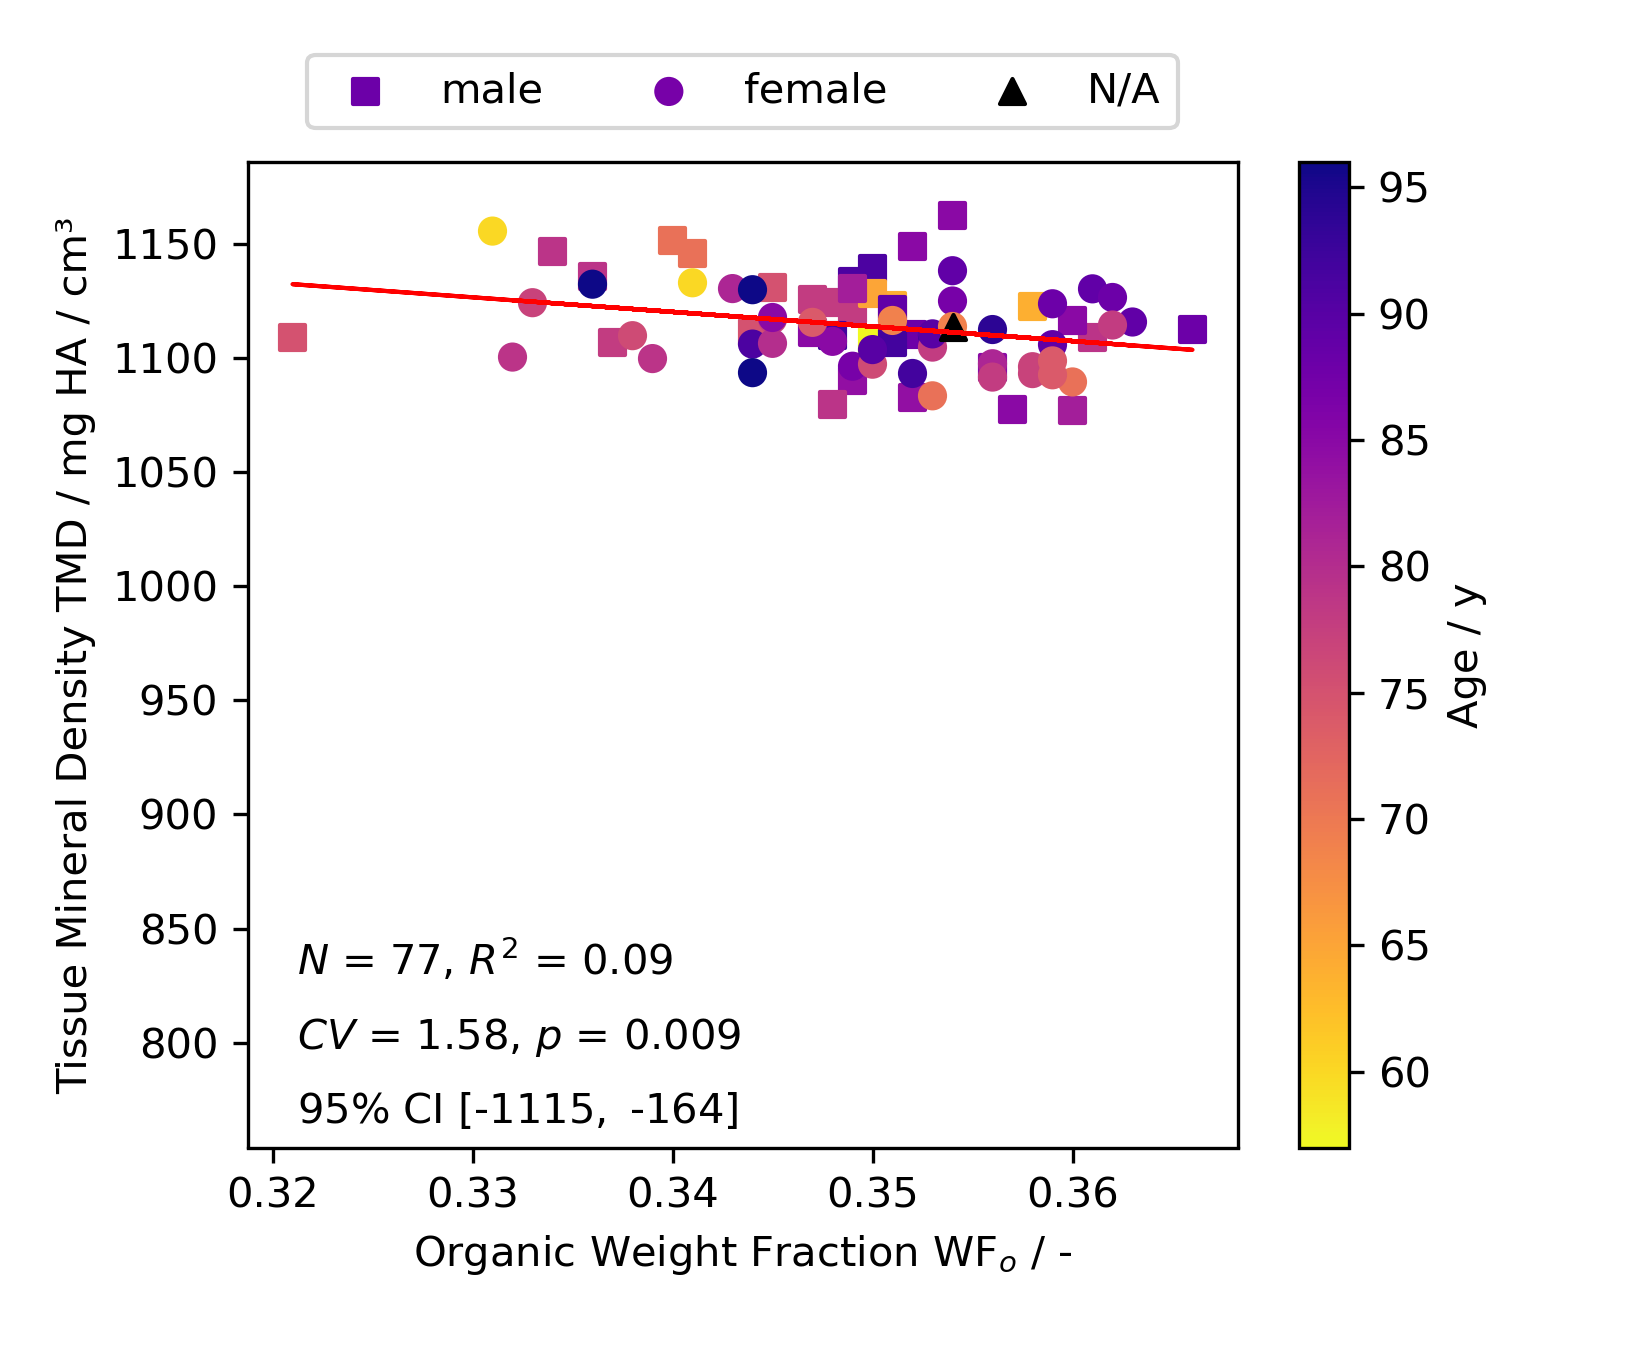 male female N/A
Tissue Mineral Density TMD / mg HA / cm³
1150
1100
1050
1000
950
900
850
800
N = 77, R² = 0.09
CV = 1.58, p = 0.009
95% CI [-1115, -164]
0.32 0.33 0.34 0.35 0.36
Organic Weight Fraction WFₒ / -
95
90
85
80
75
70
65
60
Age / y